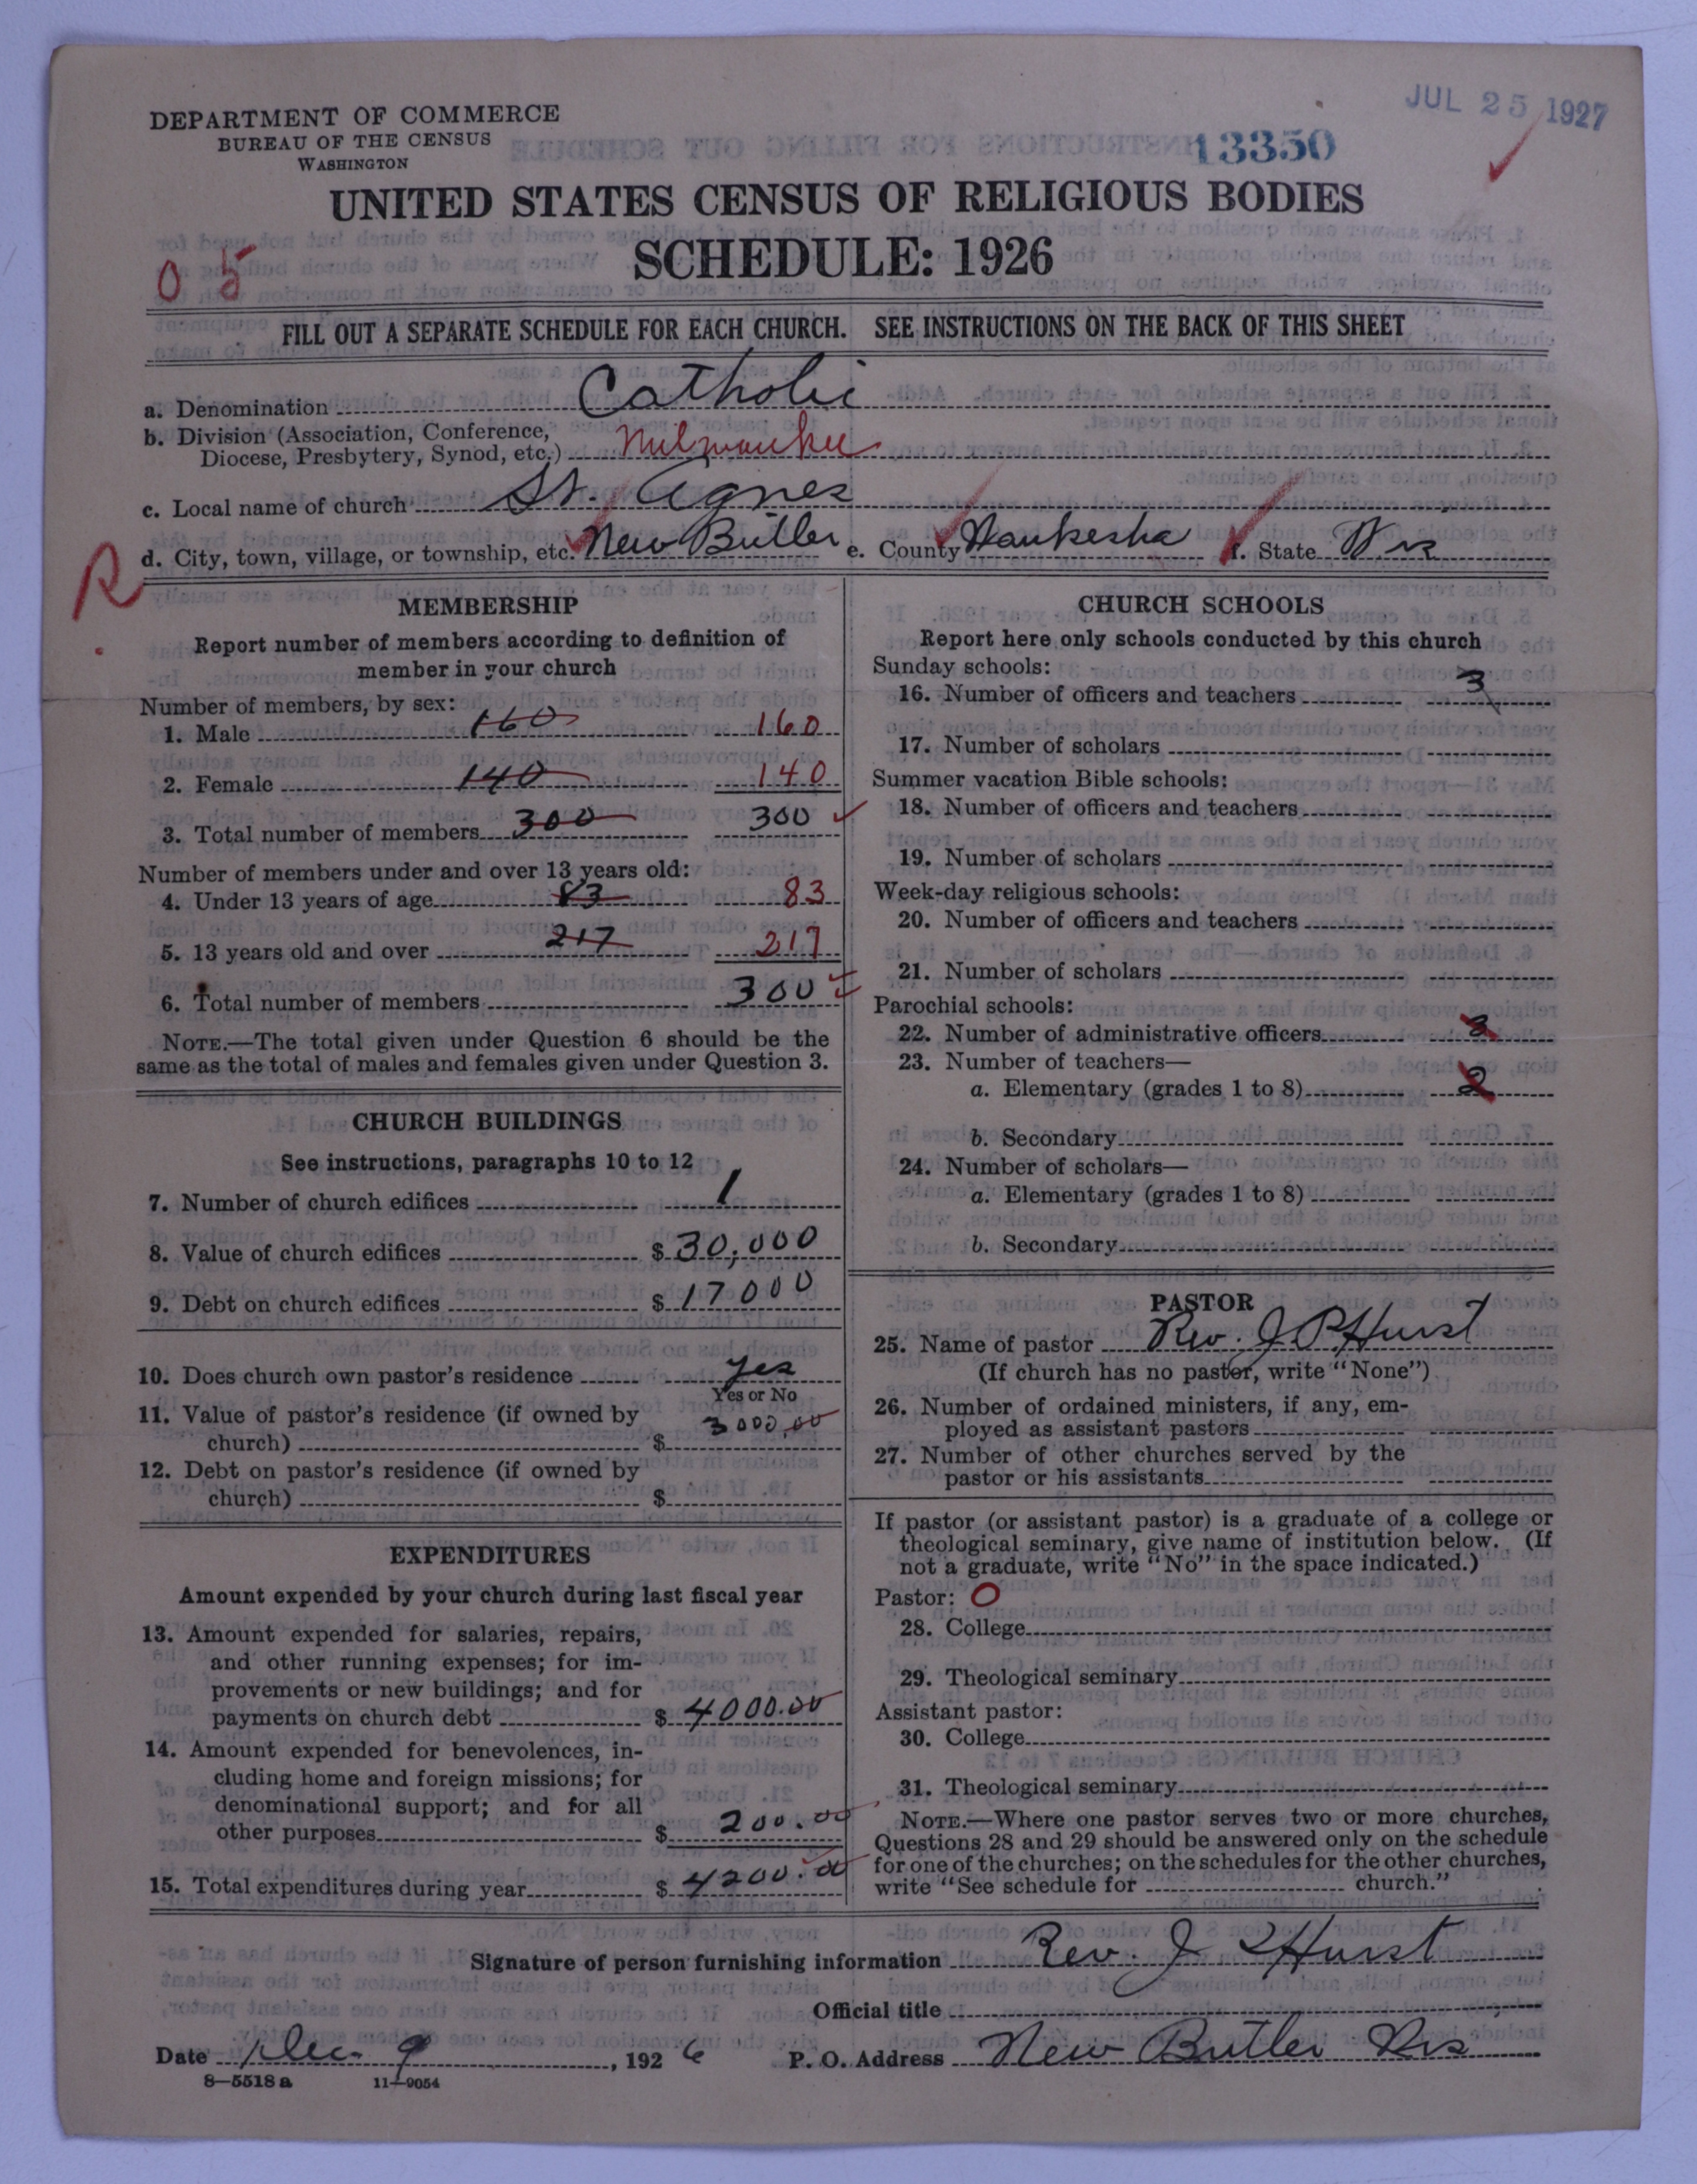 JUL 25 1927
DEPARTMENT OF COMMERCE
BUREAU OF THE CENSUS
WASHINGTON
13350
UNITED STATES CENSUS OF RELIGIOUS BODIES
SCHEDULE: 1926
0 5
FILL OUT A SEPARATE SCHEDULE FOR EACH CHURCH. SEE INSTRUCTIONS ON THE BACK OF THIS SHEET
a. Denomination Catholic
b. Division (Association, Conference,
Diocese, Presbytery, Synod, etc.) Milwaukee
c. Local name of church St. Agnes
d. City, town, village, or township, etc. New Butler e. County Waukesha f. State Wis
R
MEMBERSHIP
Report number of members according to definition of
member in your church
Number of members, by sex:
1. Male 160 160
2. Female 140 140
3. Total number of members 300 300
Number of members under and over 13 years old:
4. Under 13 years of age 83 83
5. 13 years old and over 217 217
6. Total number of members 300
NOTE.—The total given under Question 6 should be the
same as the total of males and females given under Question 3.
CHURCH BUILDINGS
See instructions, paragraphs 10 to 12
7. Number of church edifices 1
8. Value of church edifices $ 30,000
9. Debt on church edifices $ 17000
10. Does church own pastor's residence yes
Yes or No
11. Value of pastor's residence (if owned by
church) $ 3000.00
12. Debt on pastor's residence (if owned by
church) $
EXPENDITURES
Amount expended by your church during last fiscal year
13. Amount expended for salaries, repairs,
and other running expenses; for im-
provements or new buildings; and for
payments on church debt $ 4000.00
14. Amount expended for benevolences, in-
cluding home and foreign missions; for
denominational support; and for all
other purposes $ 200.00
15. Total expenditures during year $ 4200.00
CHURCH SCHOOLS
Report here only schools conducted by this church
Sunday schools:
16. Number of officers and teachers 3
17. Number of scholars
Summer vacation Bible schools:
18. Number of officers and teachers
19. Number of scholars
Week-day religious schools:
20. Number of officers and teachers
21. Number of scholars
Parochial schools:
22. Number of administrative officers
23. Number of teachers—
a. Elementary (grades 1 to 8) 2
b. Secondary
24. Number of scholars—
a. Elementary (grades 1 to 8)
b. Secondary
PASTOR
25. Name of pastor Rev. J. P. Hurst
(If church has no pastor, write "None")
26. Number of ordained ministers, if any, em-
ployed as assistant pastors
27. Number of other churches served by the
pastor or his assistants
If pastor (or assistant pastor) is a graduate of a college or
theological seminary, give name of institution below. (If
not a graduate, write "No" in the space indicated.)
Pastor: 0
28. College
29. Theological seminary
Assistant pastor:
30. College
31. Theological seminary
NOTE.—Where one pastor serves two or more churches,
Questions 28 and 29 should be answered only on the schedule
for one of the churches; on the schedules for the other churches,
write "See schedule for church."
Signature of person furnishing information Rev. J P Hurst
Official title
Date Dec. 9, 1926 P. O. Address New Butler Wis
8—5518 a 11—9054